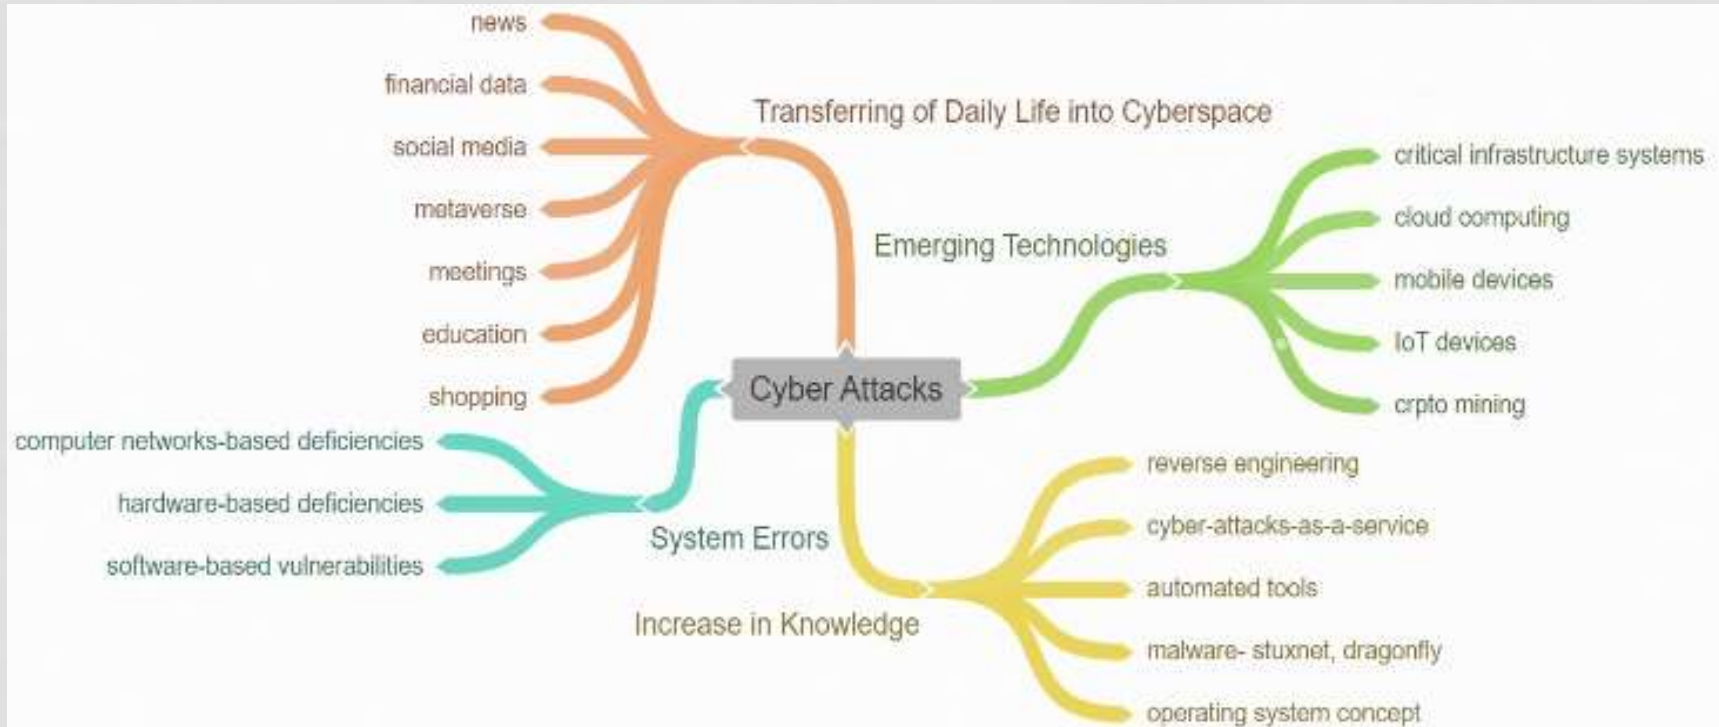 news
financial data
social media
metaverse
meetings
education
shopping
Transferring of Daily Life into Cyberspace
Emerging Technologies
critical infrastructure systems
cloud computing
mobile devices
IoT devices
crpto mining
Cyber Attacks
computer networks-based deficiencies
hardware-based deficiencies
software-based vulnerabilities
System Errors
Increase in Knowledge
reverse engineering
cyber-attacks-as-a-service
automated tools
malware- stuxnet, dragonfly
operating system concept